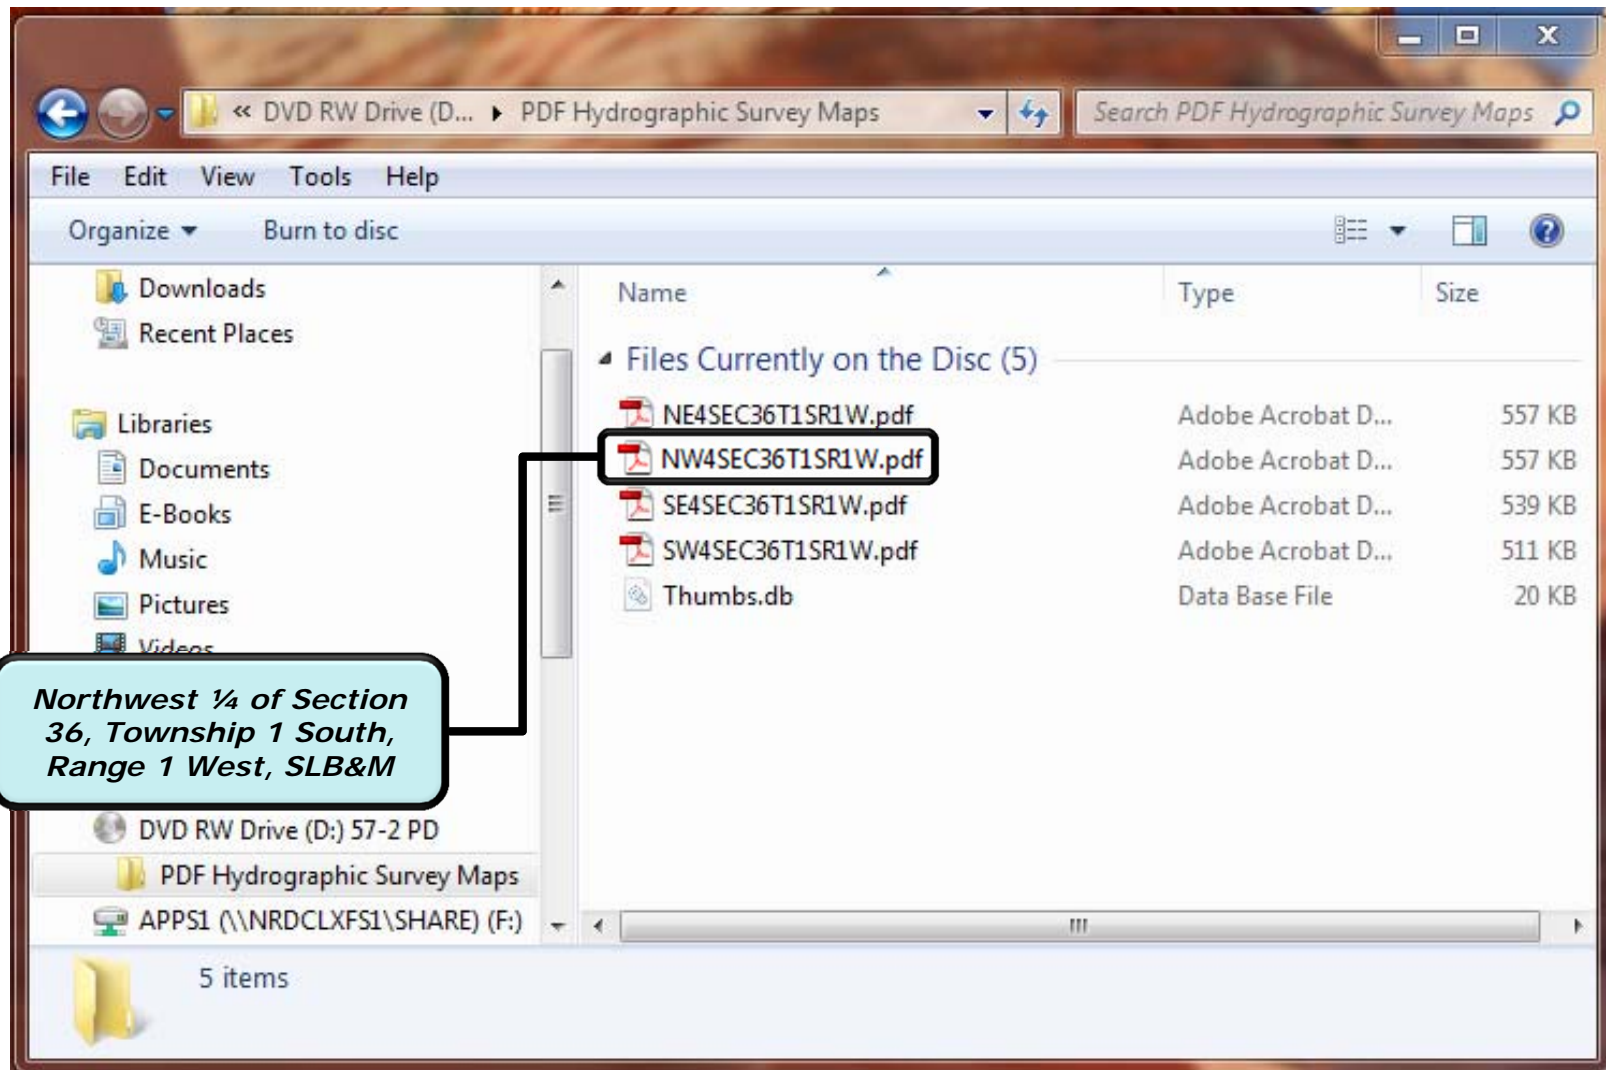 « DVD RW Drive (D... ▸ PDF Hydrographic Survey Maps
Search PDF Hydrographic Survey Maps
File Edit View Tools Help
Organize Burn to disc
Downloads
Recent Places
Libraries
Documents
E-Books
Music
Pictures
Videos
Northwest ¼ of Section
36, Township 1 South,
Range 1 West, SLB&M
DVD RW Drive (D:) 57-2 PD
PDF Hydrographic Survey Maps
APPS1 (\\NRDCLXFS1\SHARE) (F:)
Name Type Size
Files Currently on the Disc (5)
NE4SEC36T1SR1W.pdf Adobe Acrobat D... 557 KB
NW4SEC36T1SR1W.pdf Adobe Acrobat D... 557 KB
SE4SEC36T1SR1W.pdf Adobe Acrobat D... 539 KB
SW4SEC36T1SR1W.pdf Adobe Acrobat D... 511 KB
Thumbs.db Data Base File 20 KB
5 items